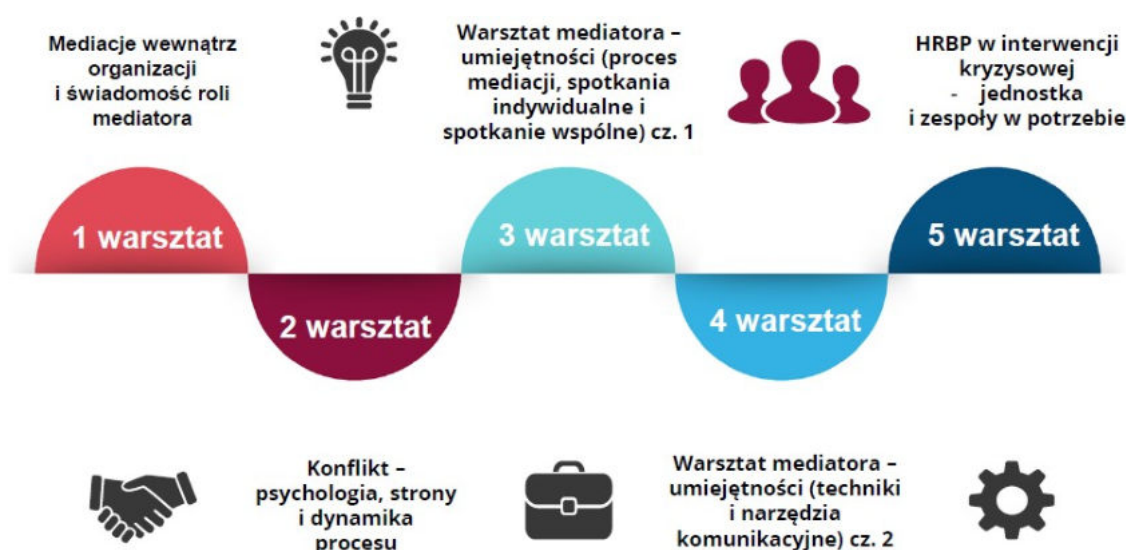 Mediacje wewnątrz
organizacji
i świadomość roli
mediatora
Warsztat mediatora –
umiejętności (proces
mediacji, spotkania
indywidualne i
spotkanie wspólne) cz. 1
HRBP w interwencji
kryzysowej
- jednostka
i zespoły w potrzebie
1 warsztat
2 warsztat
3 warsztat
4 warsztat
5 warsztat
Konflikt –
psychologia, strony
i dynamika
procesu
Warsztat mediatora –
umiejętności (techniki
i narzędzia
komunikacyjne) cz. 2